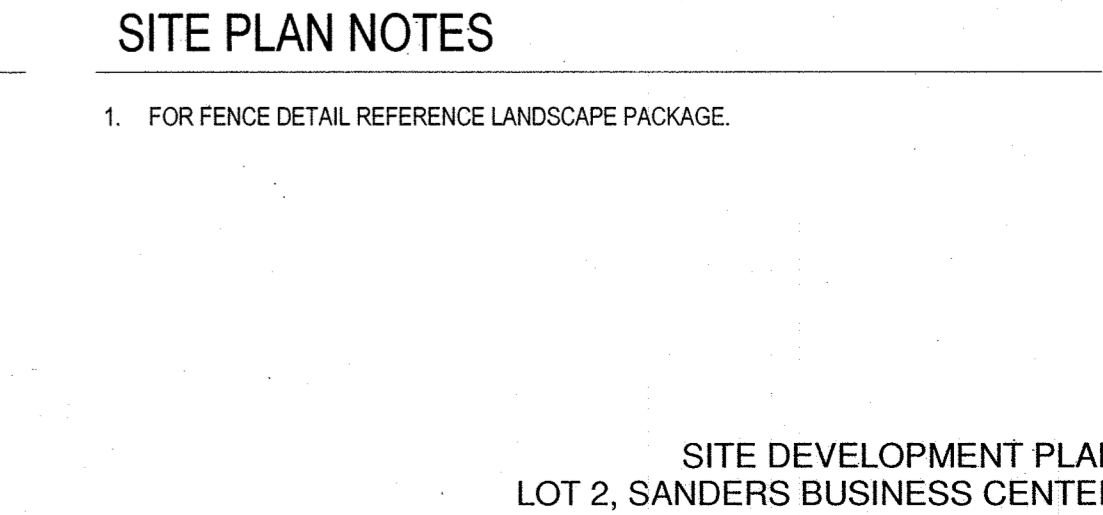 SITE PLAN NOTES
1. FOR FENCE DETAIL REFERENCE LANDSCAPE PACKAGE.
SITE DEVELOPMENT PLA
LOT 2, SANDERS BUSINESS CENTE